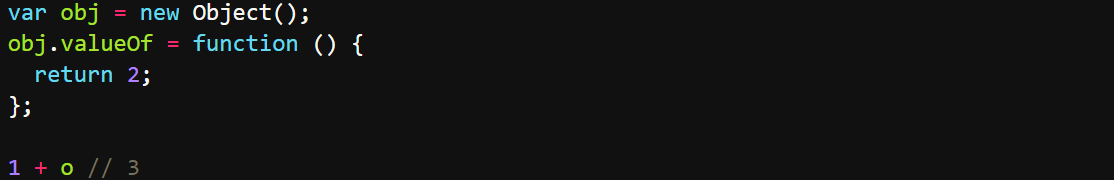 var obj = new Object();
obj.valueOf = function () {
  return 2;
};

1 + o // 3